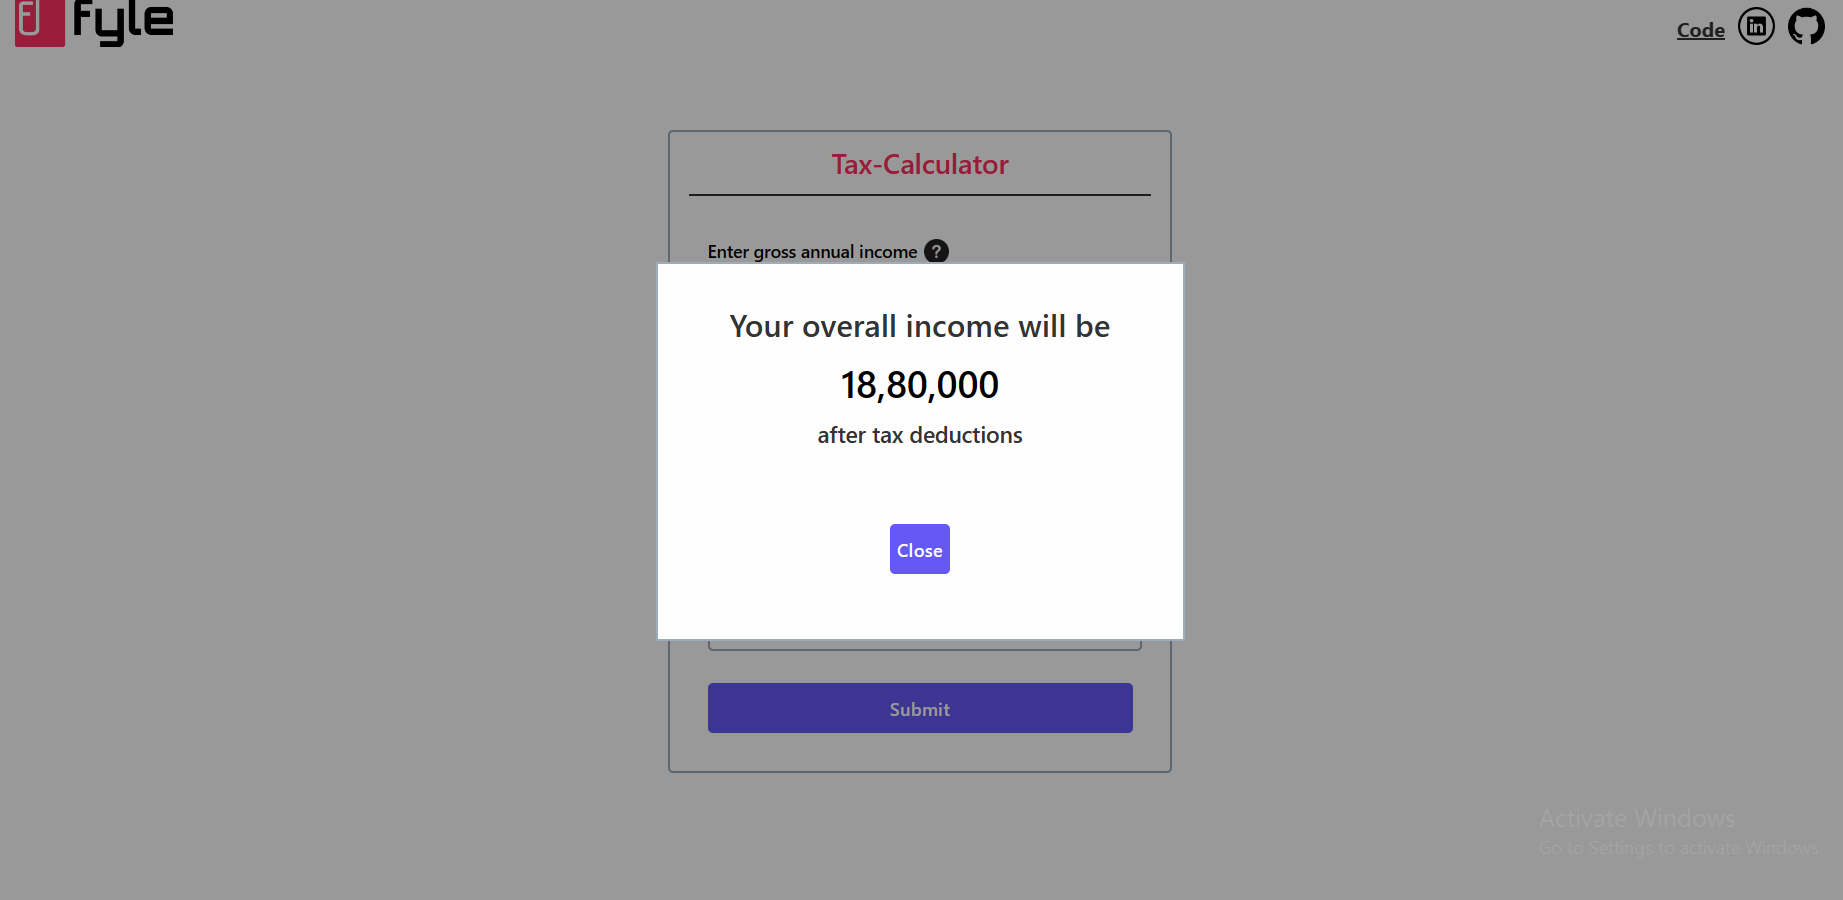 fyle
Code
Tax-Calculator
Enter gross annual income ?
Your overall income will be
18,80,000
after tax deductions
Close
Submit
Activate Windows
Go to Settings to activate Windows.